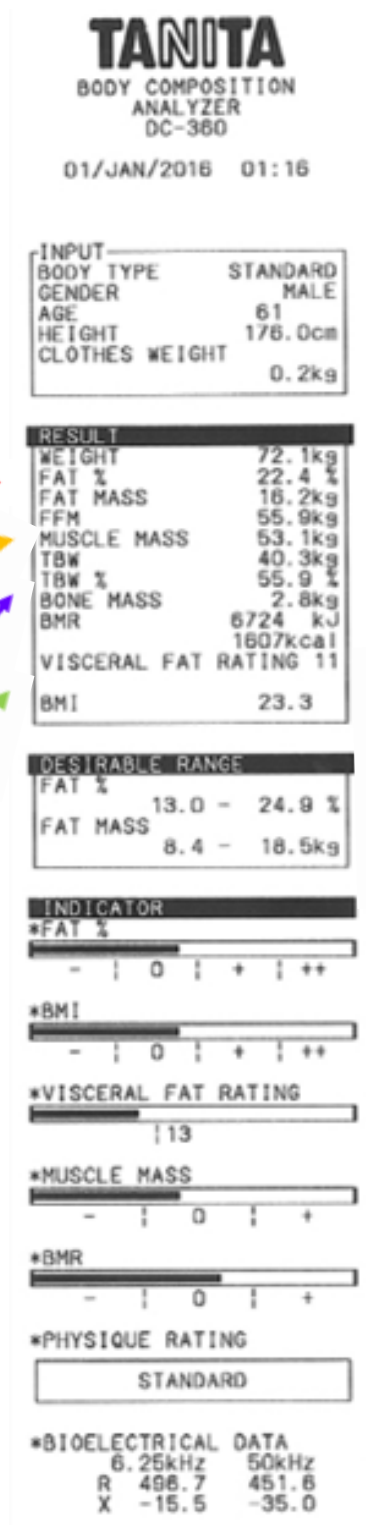 TANITA
BODY COMPOSITION
ANALYZER
DC-360
01/JAN/2016 01:16
INPUT
BODY TYPE STANDARD
GENDER MALE
AGE 61
HEIGHT 176.0cm
CLOTHES WEIGHT
0.2kg
RESULT
WEIGHT 72.1kg
FAT % 22.4 %
FAT MASS 16.2kg
FFM 55.9kg
MUSCLE MASS 53.1kg
TBW 40.3kg
TBW % 55.9 %
BONE MASS 2.8kg
BMR 6724 kJ
1607kcal
VISCERAL FAT RATING 11
BMI 23.3
DESIRABLE RANGE
FAT %
13.0 - 24.9 %
FAT MASS
8.4 - 18.5kg
INDICATOR
*FAT %
- | 0 | + | ++
*BMI
- | 0 | + | ++
*VISCERAL FAT RATING
|13
*MUSCLE MASS
- | 0 | +
*BMR
- | 0 | +
*PHYSIQUE RATING
STANDARD
*BIOELECTRICAL DATA
6.25kHz 50kHz
R 496.7 451.6
X -15.5 -35.0